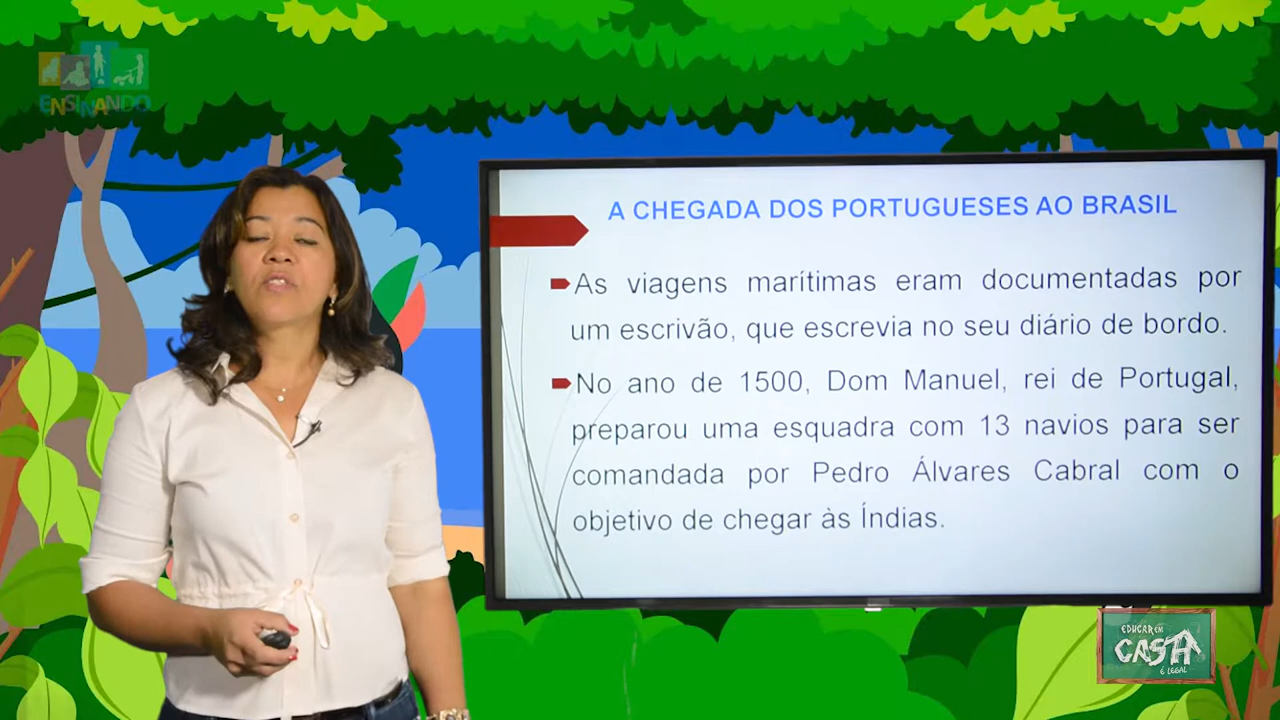 ENSINANDO
A CHEGADA DOS PORTUGUESES AO BRASIL
As viagens marítimas eram documentadas por
um escrivão, que escrevia no seu diário de bordo.
No ano de 1500, Dom Manuel, rei de Portugal,
preparou uma esquadra com 13 navios para ser
comandada por Pedro Álvares Cabral com o
objetivo de chegar às Índias.
EDUCAR EM
CASA
É LEGAL